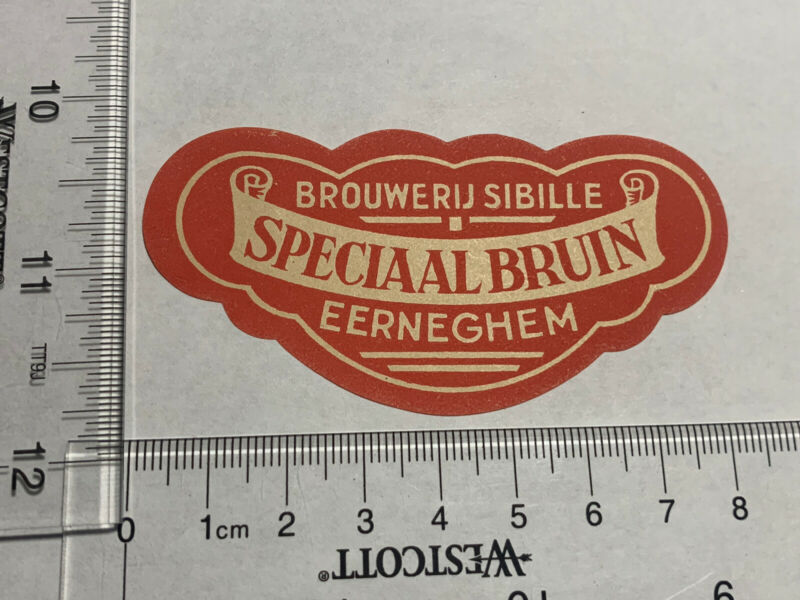 BROUWERIJ SIBILLE
SPECIAAL BRUIN
EERNEGHEM
10
11
12
0 1cm 2 3 4 5 6 7 8
WESTCOTT®